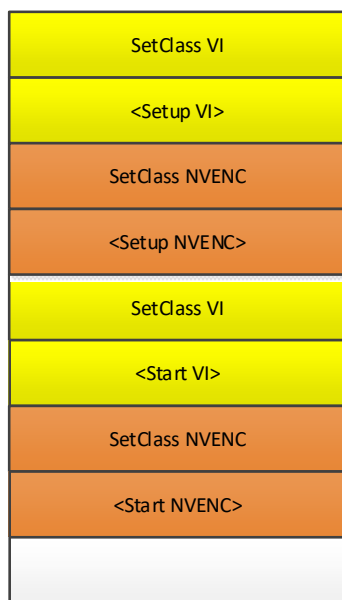 SetClass VI
<Setup VI>
SetClass NVENC
<Setup NVENC>
SetClass VI
<Start VI>
SetClass NVENC
<Start NVENC>